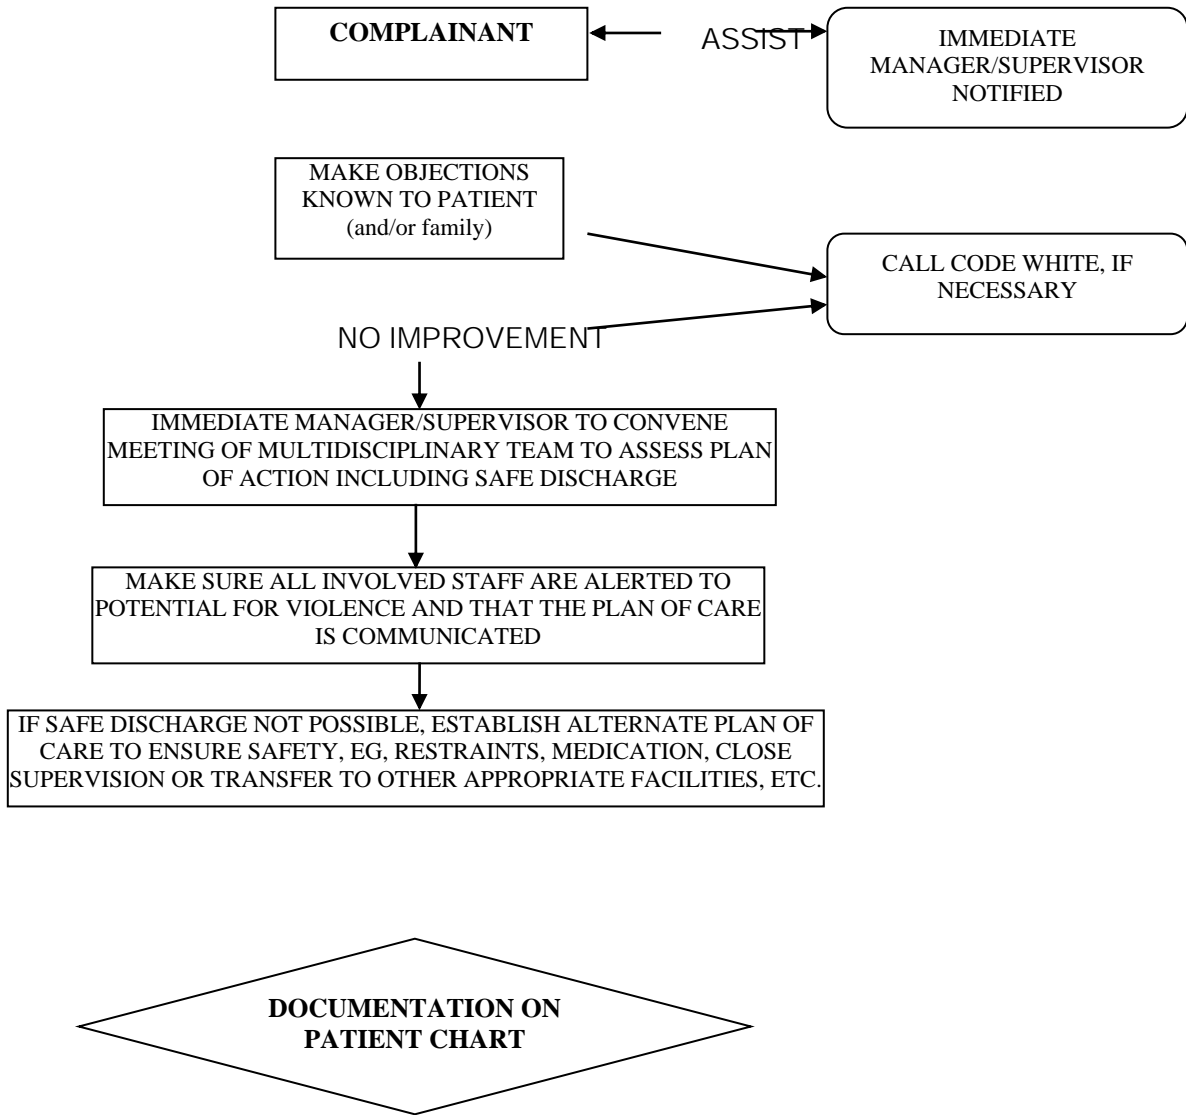 COMPLAINANT
ASSIST
IMMEDIATE
MANAGER/SUPERVISOR
NOTIFIED
MAKE OBJECTIONS
KNOWN TO PATIENT
(and/or family)
CALL CODE WHITE, IF
NECESSARY
NO IMPROVEMENT
IMMEDIATE MANAGER/SUPERVISOR TO CONVENE
MEETING OF MULTIDISCIPLINARY TEAM TO ASSESS PLAN
OF ACTION INCLUDING SAFE DISCHARGE
MAKE SURE ALL INVOLVED STAFF ARE ALERTED TO
POTENTIAL FOR VIOLENCE AND THAT THE PLAN OF CARE
IS COMMUNICATED
IF SAFE DISCHARGE NOT POSSIBLE, ESTABLISH ALTERNATE PLAN OF
CARE TO ENSURE SAFETY, EG, RESTRAINTS, MEDICATION, CLOSE
SUPERVISION OR TRANSFER TO OTHER APPROPRIATE FACILITIES, ETC.
DOCUMENTATION ON
PATIENT CHART